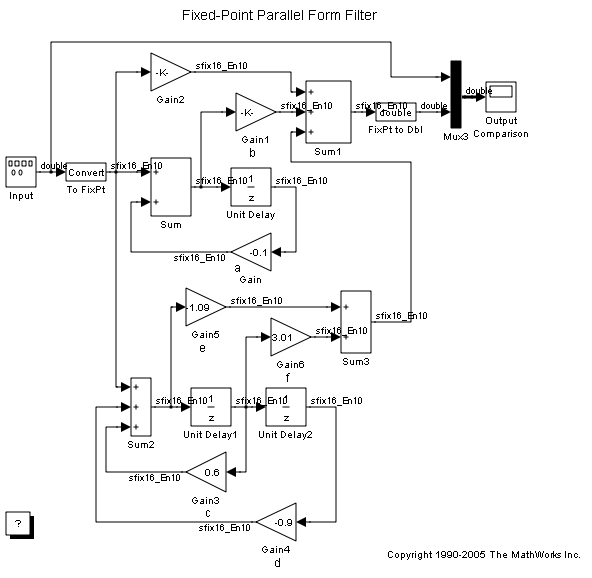 Fixed-Point Parallel Form Filter
sfix16_En10
-K-
Gain2
double
sfix16_En10
-K-
Gain1
b
sfix16_En10
+
+
+
Sum1
sfix16_En10
double
FixPt to Dbl
double
Mux3
double
Output
Comparison
Input
double
Convert
To FixPt
sfix16_En10
+
+
Sum
sfix16_En10
1
z
Unit Delay
sfix16_En10
-0.1
Gain
a
sfix16_En10
-1.09
Gain5
e
sfix16_En10
3.01
Gain6
f
sfix16_En10
+
+
Sum3
sfix16_En10
+
+
+
Sum2
sfix16_En10
1
z
Unit Delay1
sfix16_En10
1
z
Unit Delay2
sfix16_En10
0.6
Gain3
c
sfix16_En10
-0.9
Gain4
d
sfix16_En10
?
Copyright 1990-2005 The MathWorks Inc.